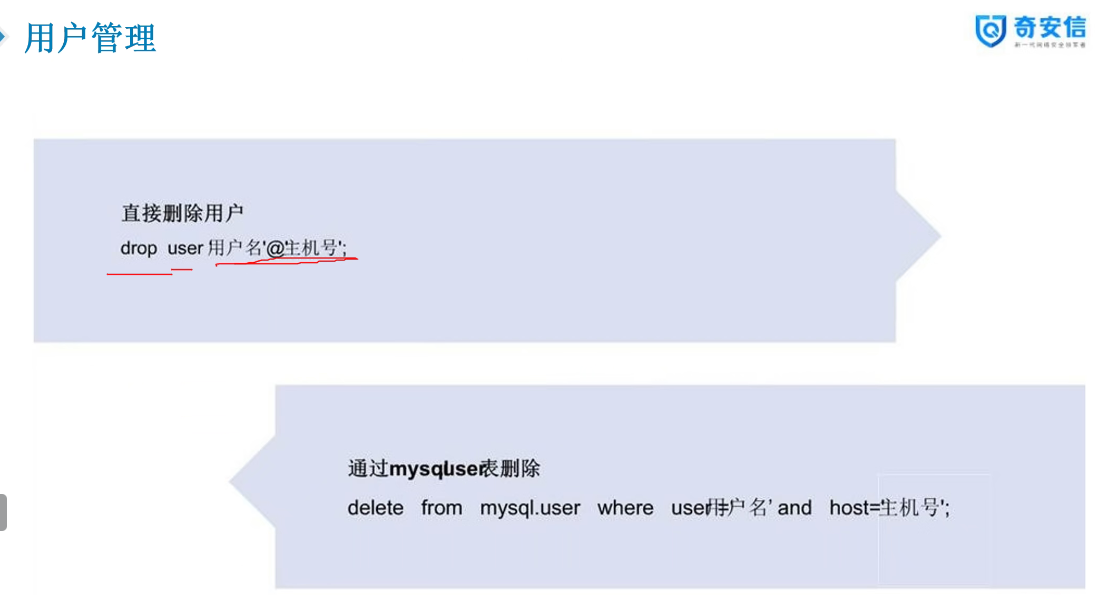 用户管理
奇安信
新一代网络安全领军者
直接删除用户
drop user '用户名'@'主机号';
通过mysql.user表删除
delete from mysql.user where user='用户名' and host='主机号';